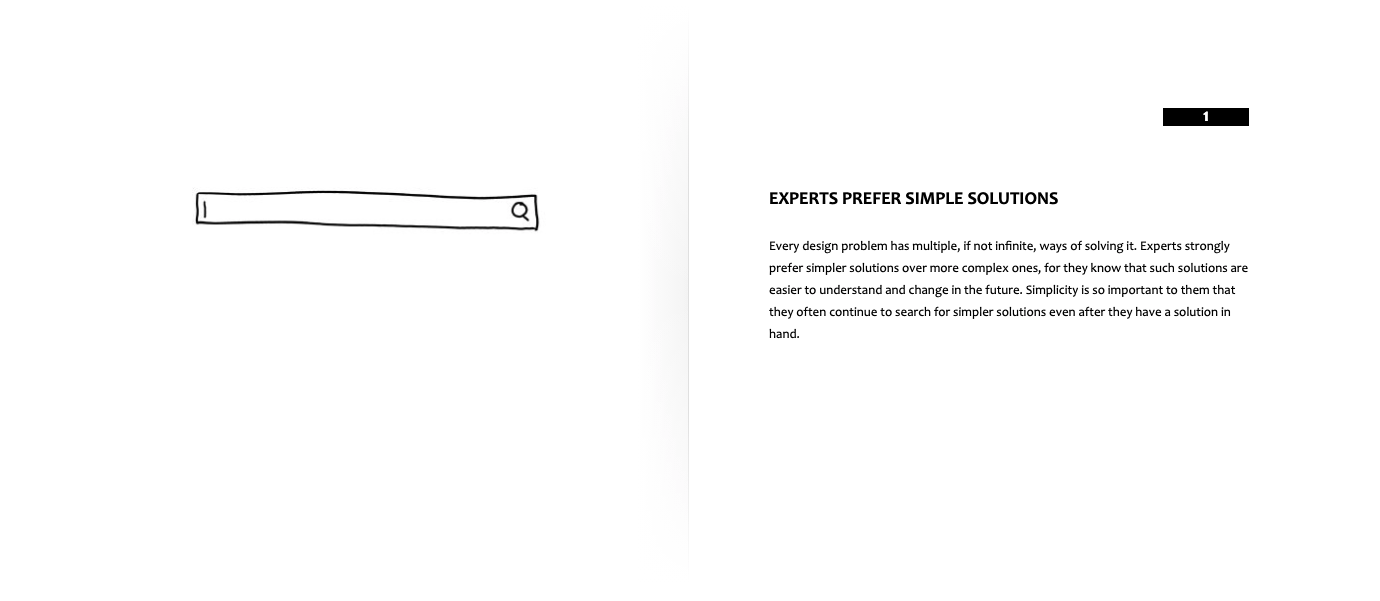 1
EXPERTS PREFER SIMPLE SOLUTIONS
Every design problem has multiple, if not infinite, ways of solving it. Experts strongly
prefer simpler solutions over more complex ones, for they know that such solutions are
easier to understand and change in the future. Simplicity is so important to them that
they often continue to search for simpler solutions even after they have a solution in
hand.